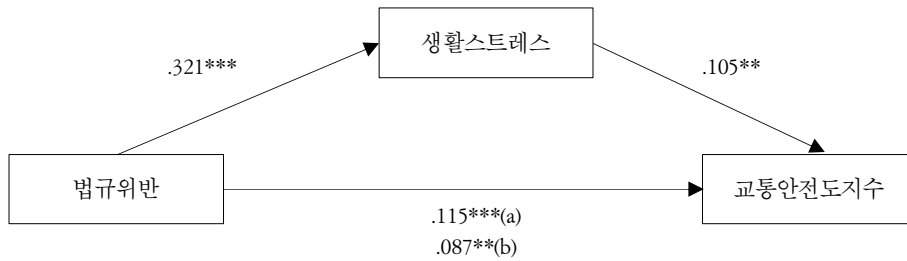 생활스트레스
.321***
.105**
법규위반
교통안전도지수
.115***(a)
.087**(b)